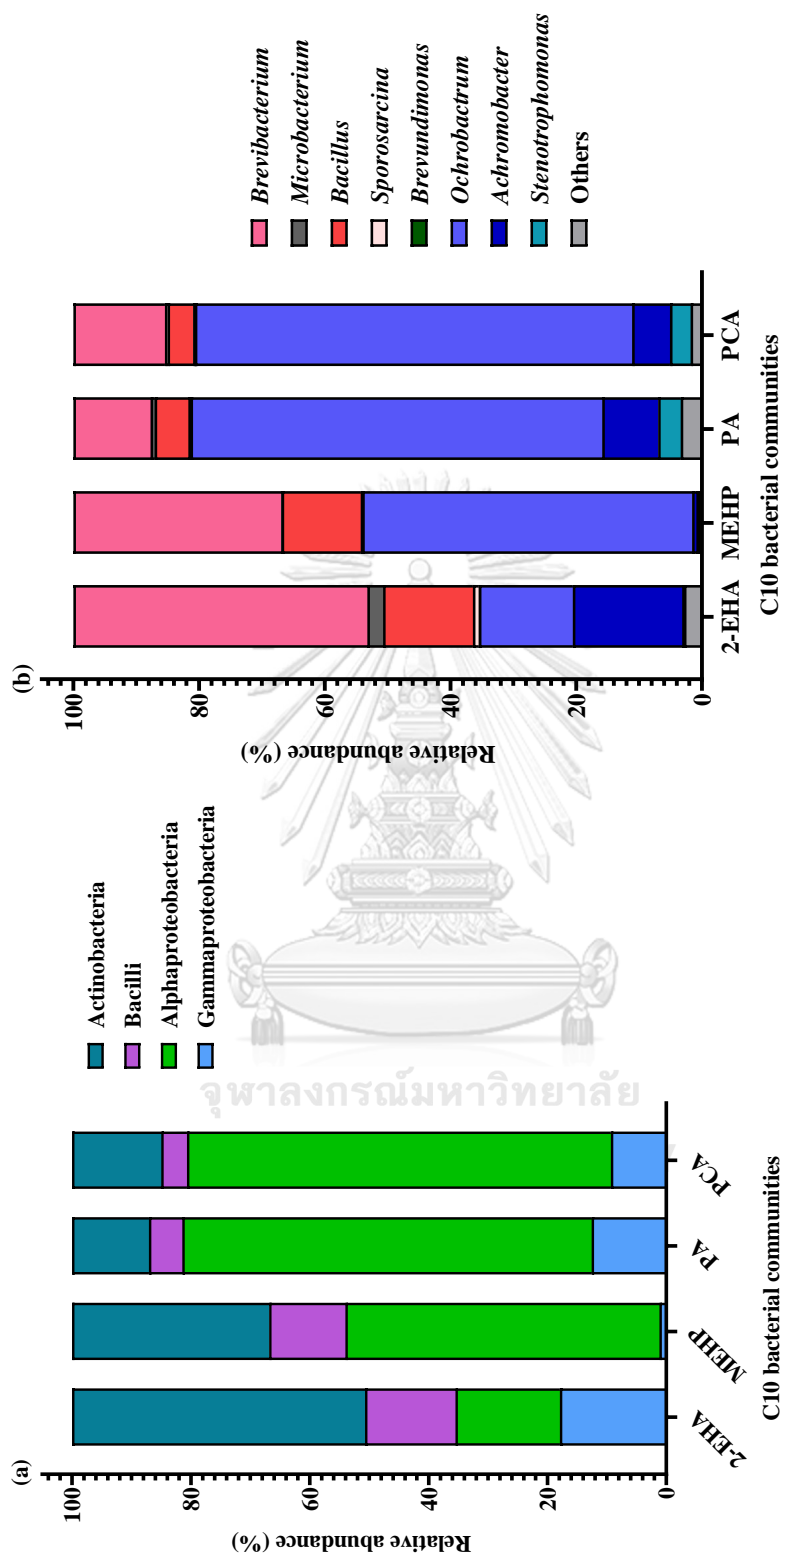 (a)
Relative abundance (%)
100
80
60
40
20
0
2-EHA
MEHP
PA
PCA
C10 bacterial communities
Actinobacteria
Bacilli
Alphaproteobacteria
Gammaproteobacteria
(b)
Relative abundance (%)
100
80
60
40
20
0
2-EHA
MEHP
PA
PCA
C10 bacterial communities
Brevibacterium
Microbacterium
Bacillus
Sporosarcina
Brevundimonas
Ochrobactrum
Achromobacter
Stenotrophomonas
Others
จุฬาลงกรณ์มหาวิทยาลัย